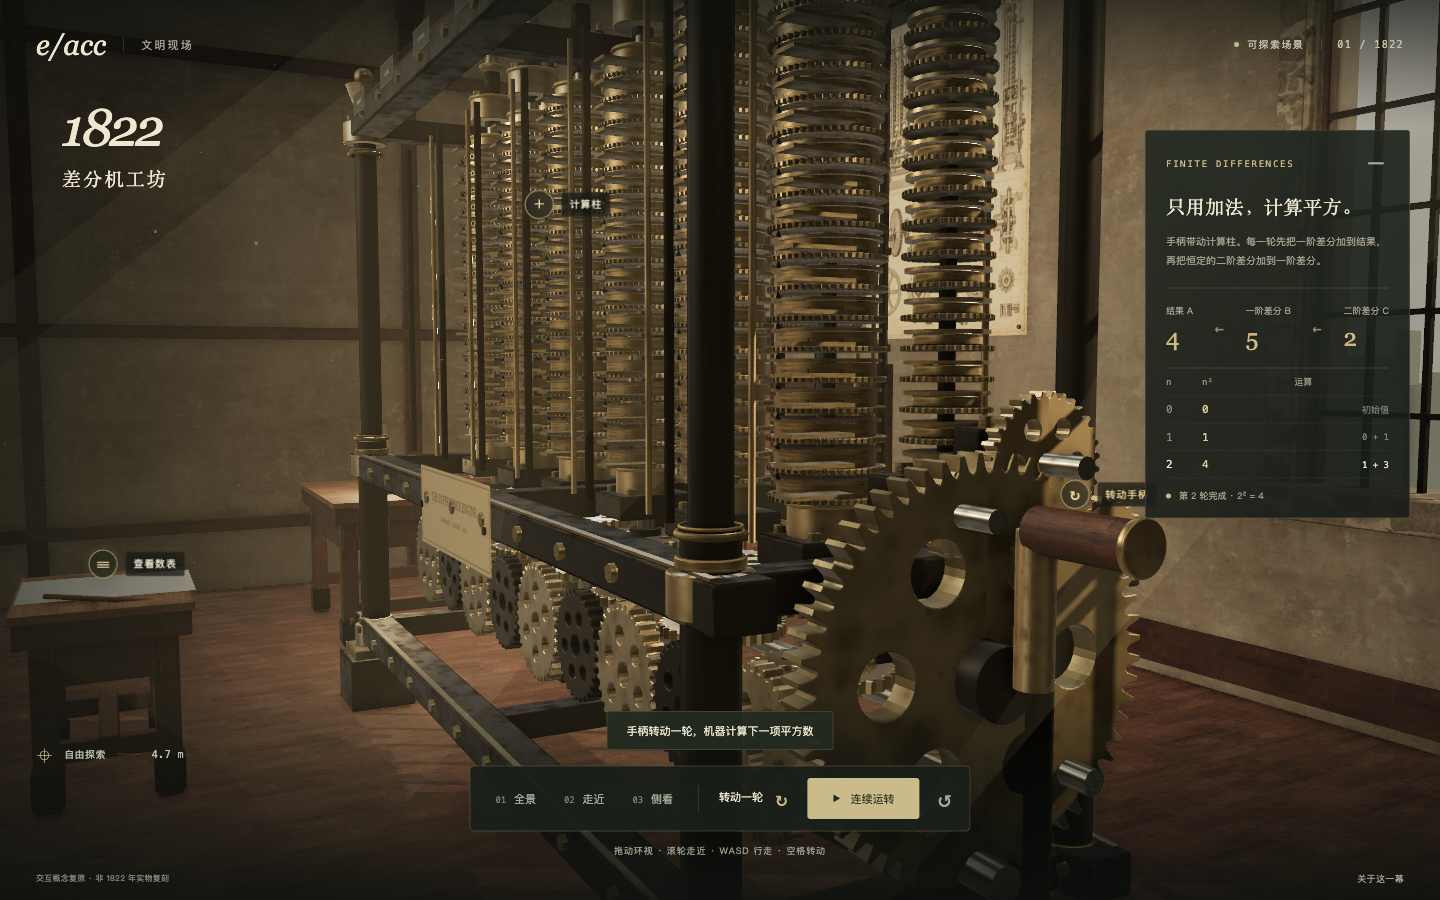 e/acc
文明现场
可探索场景
01 / 1822
1822
差分机工坊
计算柱
FINITE DIFFERENCES
只用加法，计算平方。
手柄带动计算柱。每一轮先把一阶差分加到结果，
再把恒定的二阶差分加到一阶差分。
结果 A 一阶差分 B 二阶差分 C
4 ← 5 ← 2
n n² 运算
0 0 初始值
1 1 0 + 1
2 4 1 + 3
第 2 轮完成 · 2² = 4
转动手柄
查看数表
自由探索 4.7 m
手柄转动一轮，机器计算下一项平方数
01 全景 02 走近 03 侧看 转动一轮 ↻ ▶ 连续运转 ↺
拖动环视 · 滚轮走近 · WASD 行走 · 空格转动
交互概念复原 · 非 1822 年实物复刻
关于这一幕